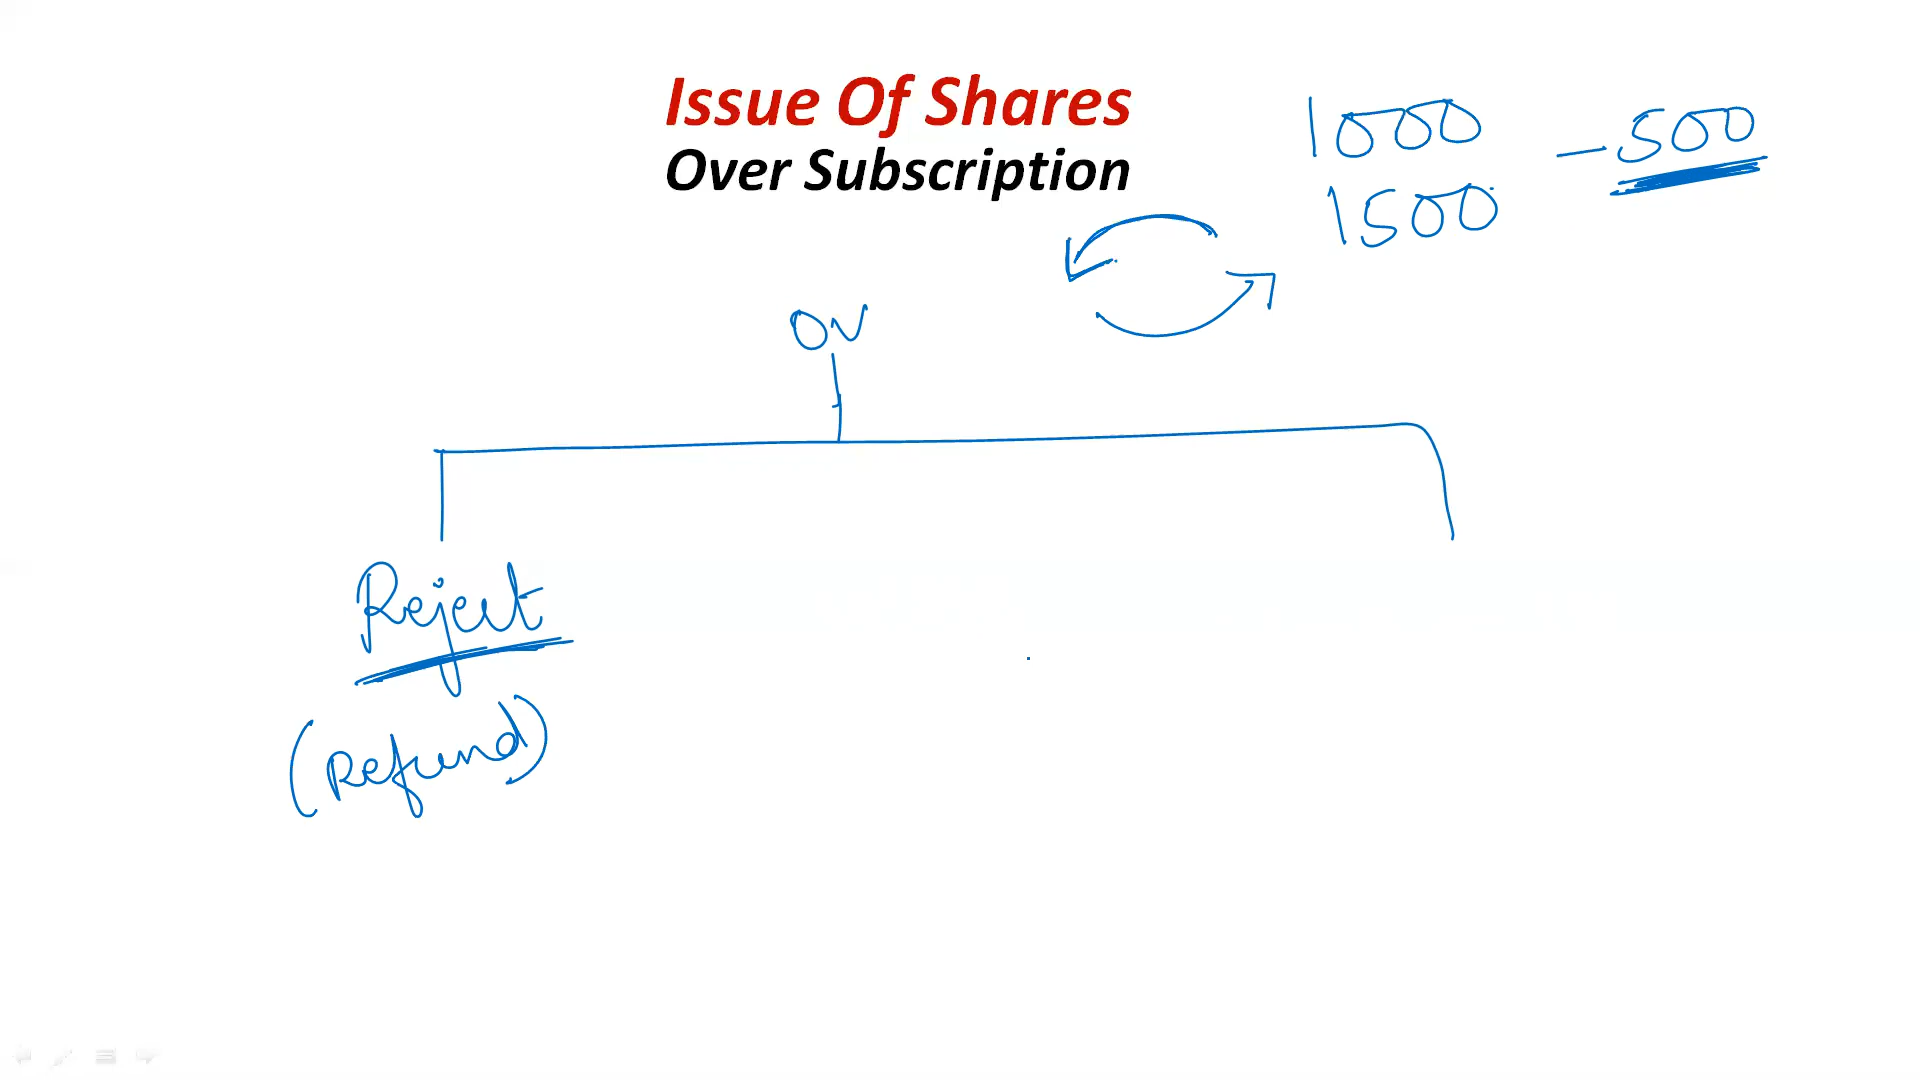 Issue Of Shares
Over Subscription
1000 - 500
1500
OV
Reject
(Refund)